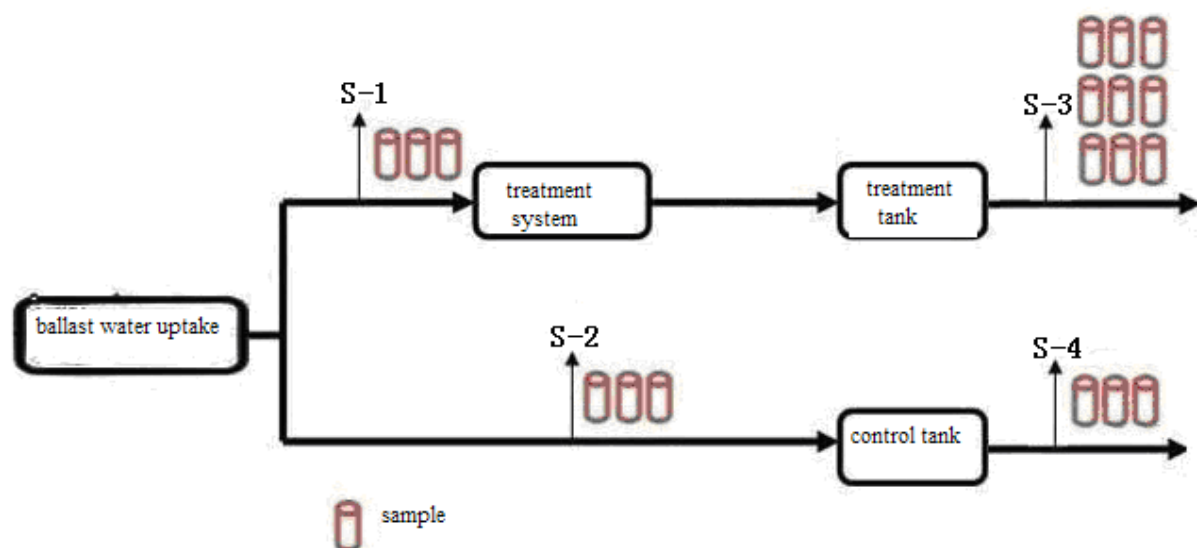 S-1
S-3
treatment
system
treatment
tank
ballast water uptake
S-2
S-4
control tank
sample